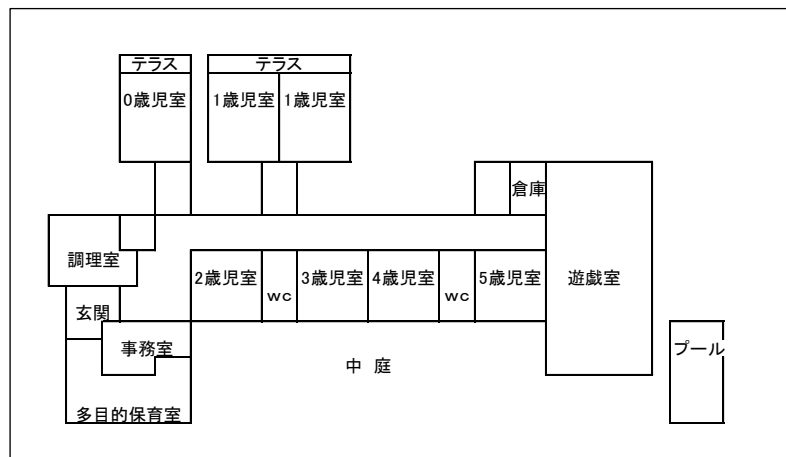 テラス
テラス
0歳児室
1歳児室
1歳児室
倉庫
調理室
2歳児室
wc
3歳児室
4歳児室
wc
5歳児室
遊戯室
玄関
事務室
中 庭
プール
多目的保育室